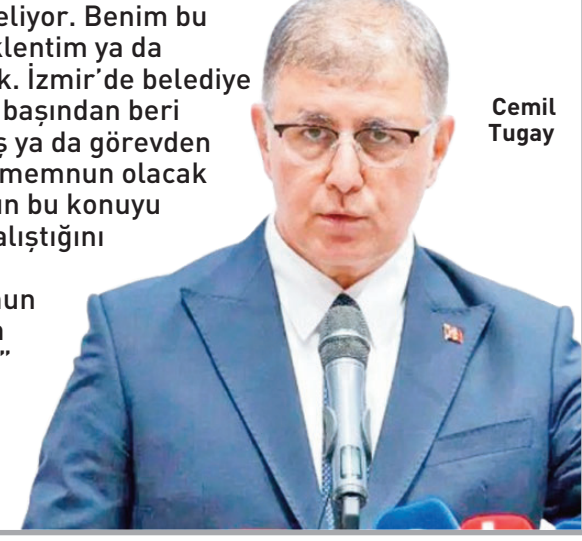 eliyor. Benim bu
klentim ya da
k. İzmir’de belediye
başından beri
ş ya da görevden
memnun olacak
ın bu konuyu
alıştığını
nun
ı
”
Cemil
Tugay